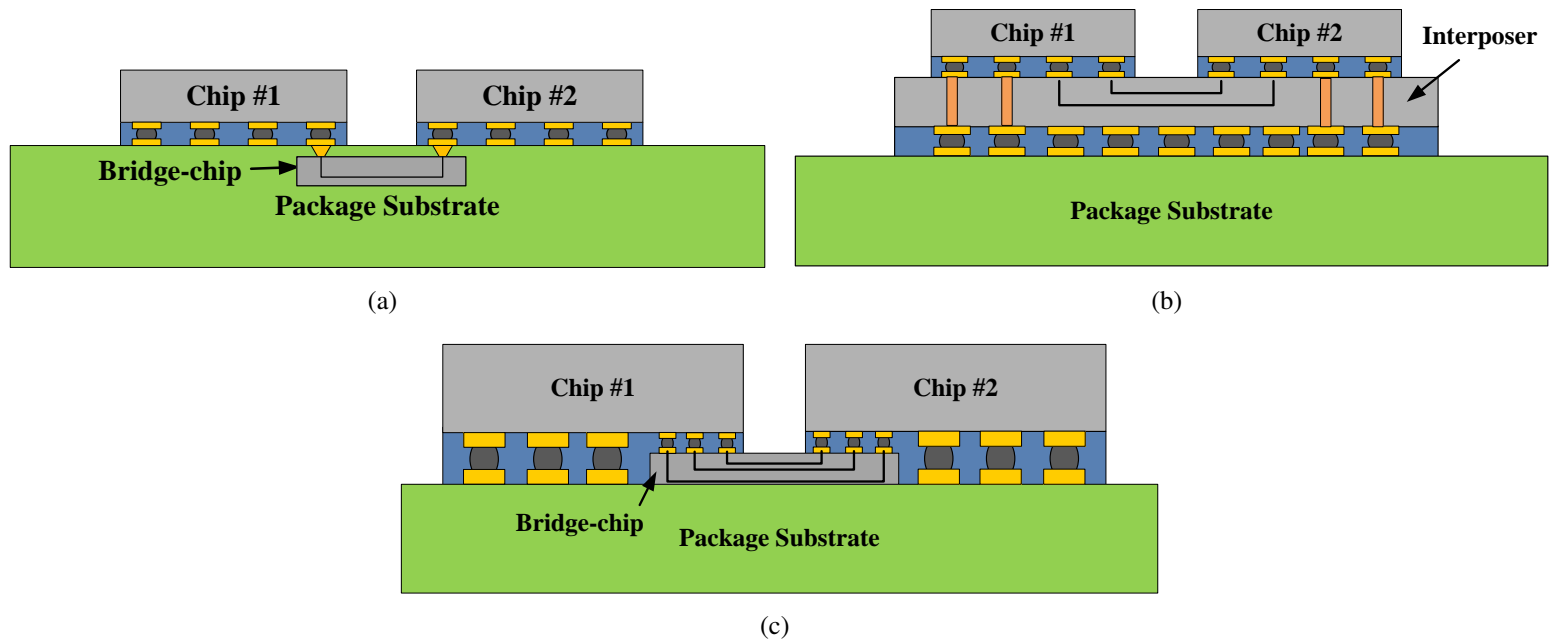 Chip #1
Chip #2
Bridge-chip
Package Substrate
(a)
Chip #1
Chip #2
Interposer
Package Substrate
(b)
Chip #1
Chip #2
Bridge-chip
Package Substrate
(c)